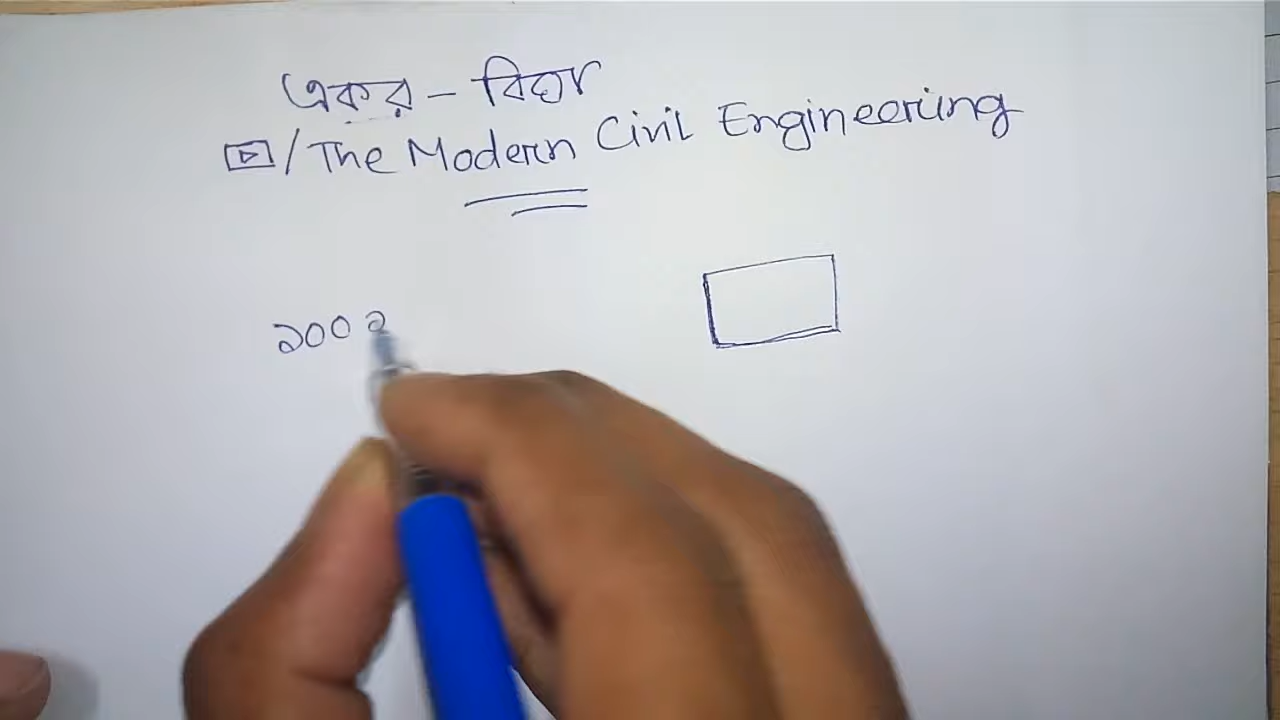 একর - বিঘা
/ The Modern Civil Engineering
১০০